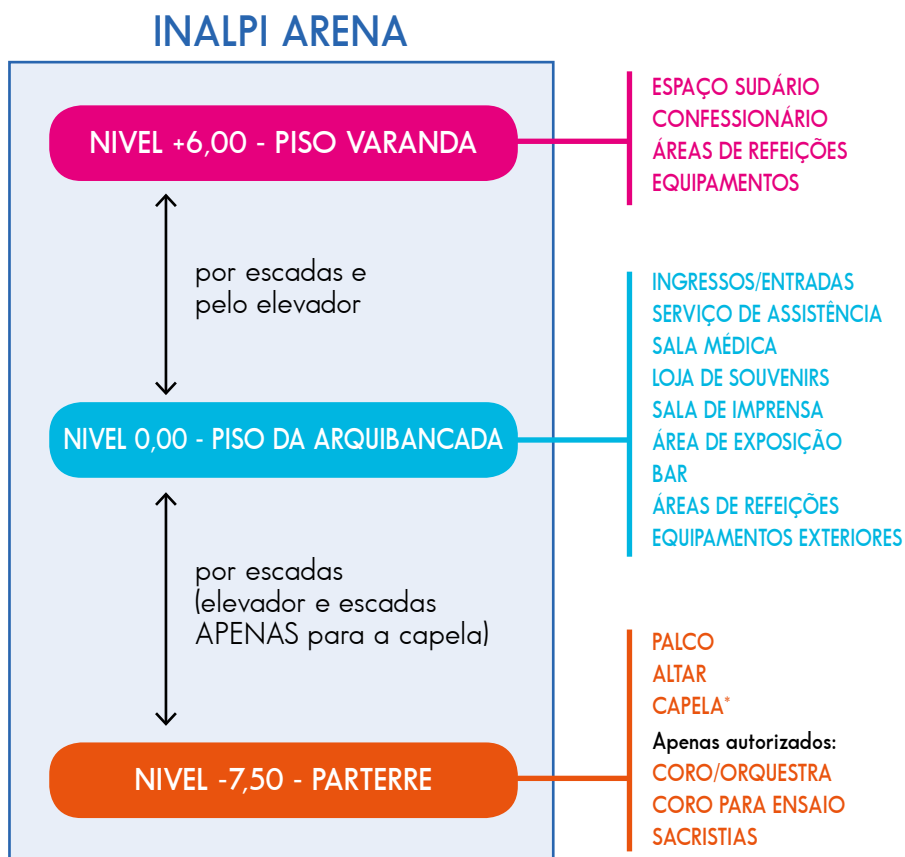 INALPI ARENA
NIVEL +6,00 - PISO VARANDA
ESPAÇO SUDÁRIO
CONFESSIONÁRIO
ÁREAS DE REFEIÇÕES
EQUIPAMENTOS
por escadas e
pelo elevador
NIVEL 0,00 - PISO DA ARQUIBANCADA
INGRESSOS/ENTRADAS
SERVIÇO DE ASSISTÊNCIA
SALA MÉDICA
LOJA DE SOUVENIRS
SALA DE IMPRENSA
ÁREA DE EXPOSIÇÃO
BAR
ÁREAS DE REFEIÇÕES
EQUIPAMENTOS EXTERIORES
por escadas
(elevador e escadas
APENAS para a capela)
NIVEL -7,50 - PARTERRE
PALCO
ALTAR
CAPELA*
Apenas autorizados:
CORO/ORQUESTRA
CORO PARA ENSAIO
SACRISTIAS